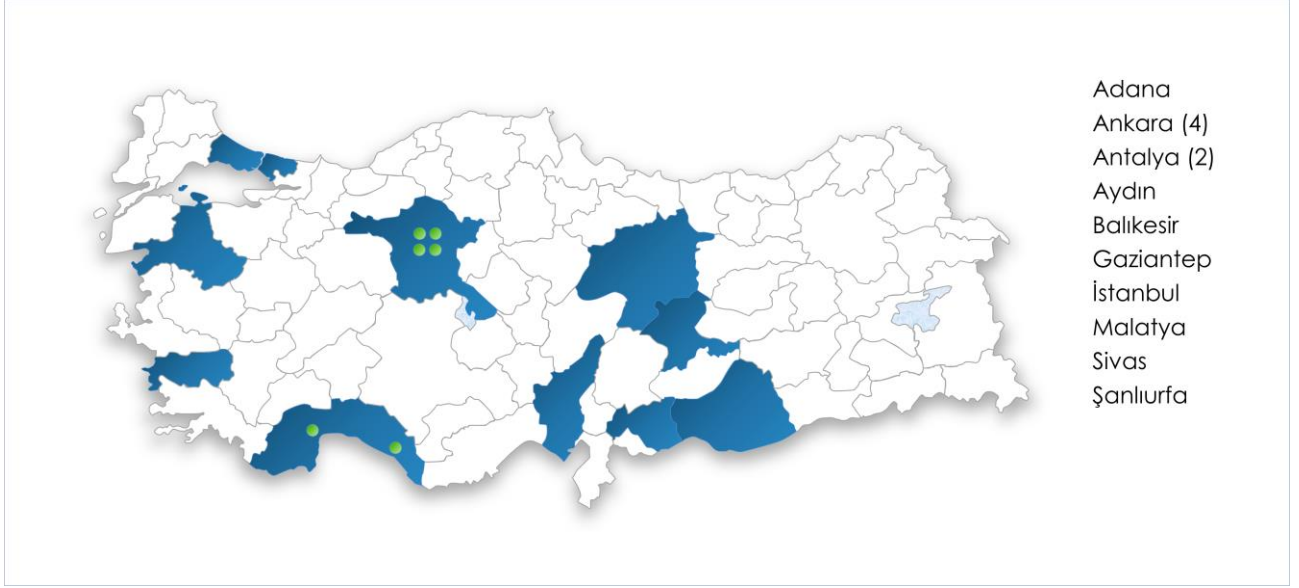 Adana
Ankara (4)
Antalya (2)
Aydın
Balıkesir
Gaziantep
İstanbul
Malatya
Sivas
Şanlıurfa